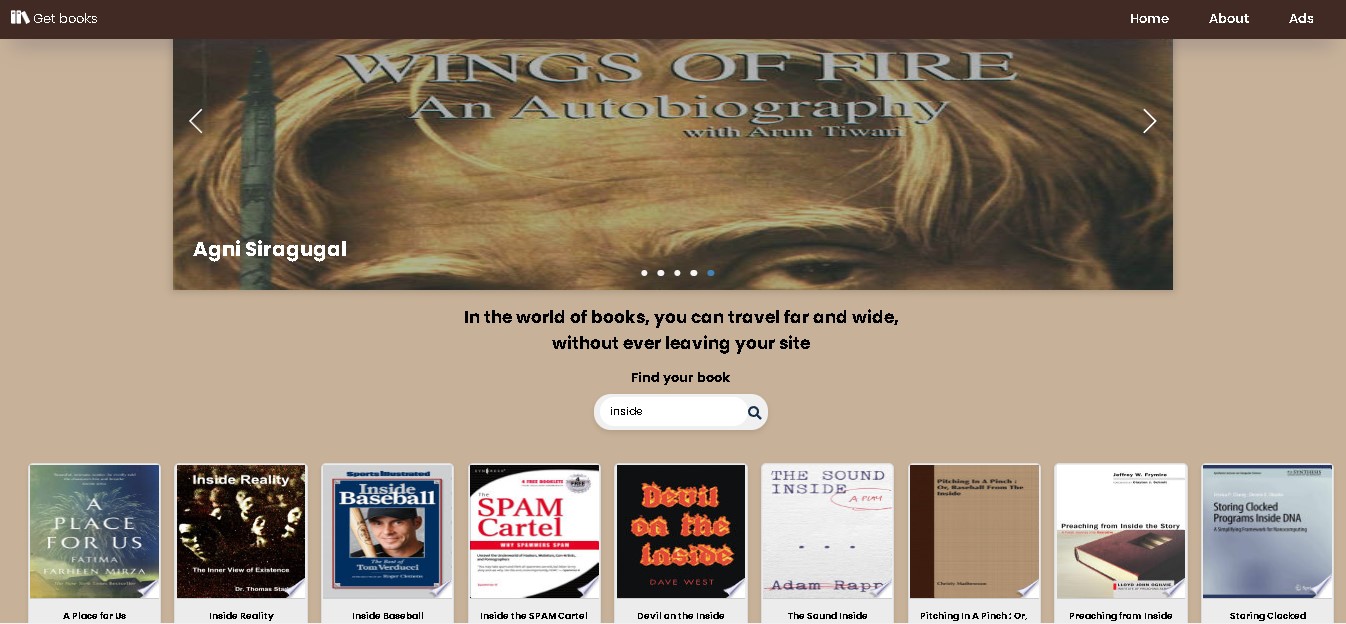 Get books
Home
About
Ads
WINGS OF FIRE
An Autobiography
with Arun Tiwari
Agni Siragugal
In the world of books, you can travel far and wide,
without ever leaving your site
Find your book
inside
A
PLACE
FOR US
FATIMA
FARHEEN MIRZA
A Place for Us
Inside Reality
The Inner View of Existence
Dr. Thomas
Inside Reality
Sports Illustrated
Inside
Baseball
The Best of
Tom Verducci
Inside Baseball
4 FREE BOOKLETS
The
SPAM
Cartel
WHY SPAMMERS SPAM
Inside the SPAM Cartel
Devil
on the
Inside
DAVE WEST
Devil on the Inside
THE SOUND
INSIDE
A PLAY
Adam Rapp
The Sound Inside
Pitching In A Pinch :
Or, Baseball From The
Inside
Christy Mathewson
Pitching In A Pinch : Or,
Jeffrey W. Frymire
Preaching from Inside the Story
LLOYD JOHN OGILVIE
Preaching from Inside
Storing Clocked
Programs Inside DNA
A Simplifying Framework for Nanocomputing
Storing Clocked